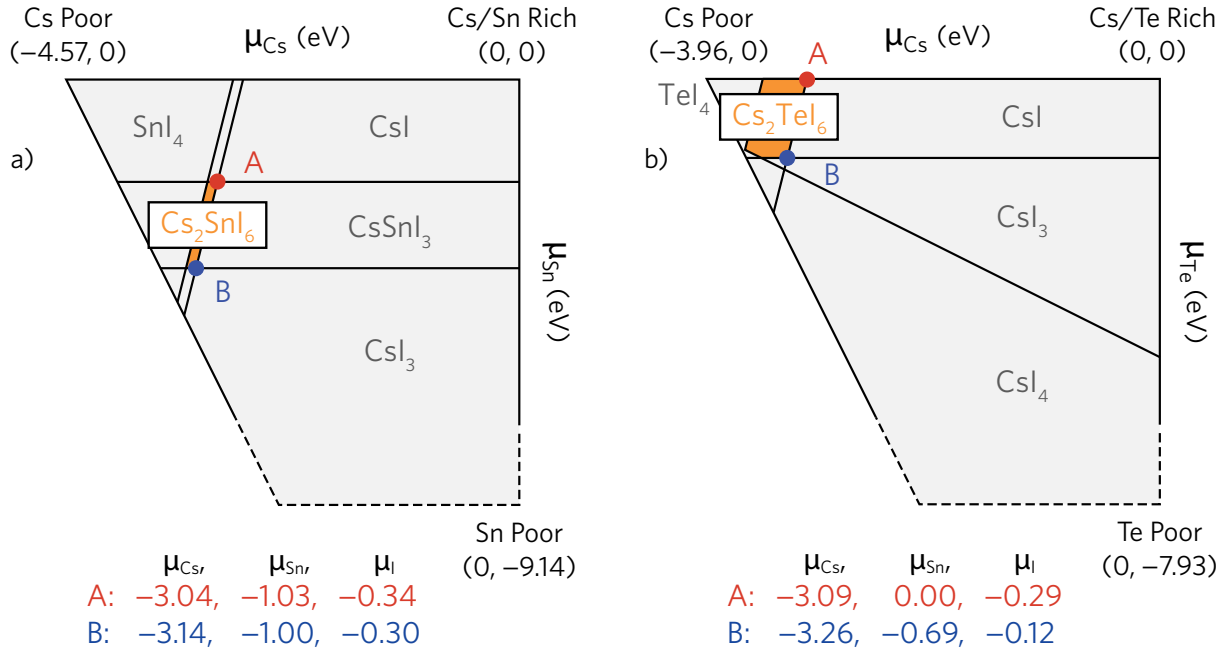 Cs Poor
(−4.57, 0)
μCs (eV)
Cs/Sn Rich
(0, 0)
a)
SnI4
CsI
A
Cs2SnI6
CsSnI3
B
CsI3
μSn (eV)
Sn Poor
(0, −9.14)
μCs, μSn, μI
A: −3.04, −1.03, −0.34
B: −3.14, −1.00, −0.30
Cs Poor
(−3.96, 0)
μCs (eV)
Cs/Te Rich
(0, 0)
b)
TeI4
A
Cs2TeI6
CsI
B
CsI3
CsI4
μTe (eV)
Te Poor
(0, −7.93)
μCs, μSn, μI
A: −3.09, 0.00, −0.29
B: −3.26, −0.69, −0.12